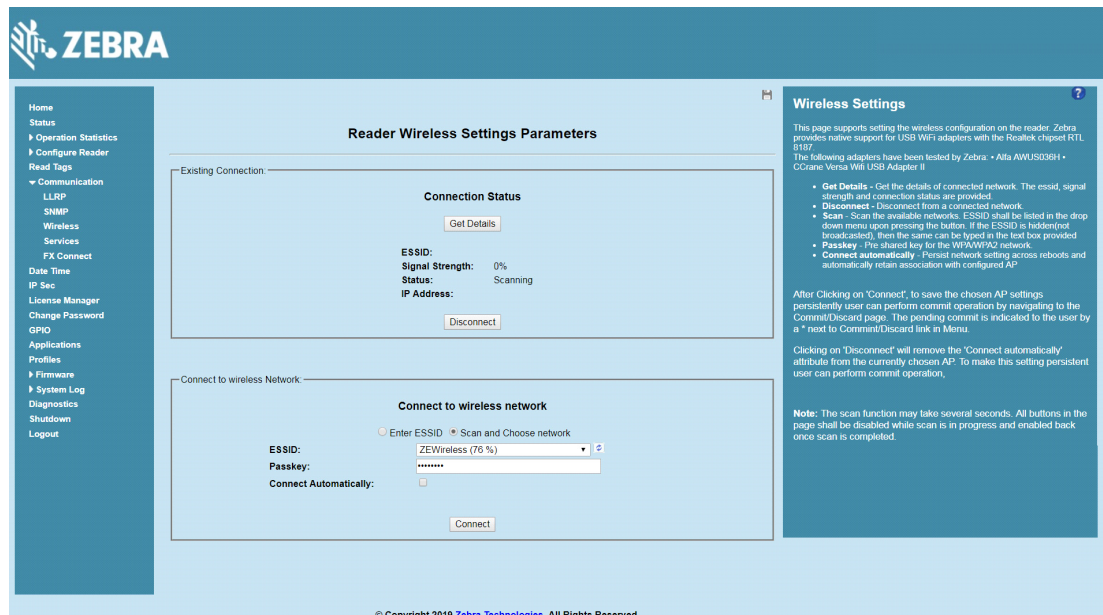 ZEBRA
Home
Status
Operation Statistics
Configure Reader
Read Tags
Communication
LLRP
SNMP
Wireless
Services
FX Connect
Date Time
IP Sec
License Manager
Change Password
GPIO
Applications
Profiles
Firmware
System Log
Diagnostics
Shutdown
Logout
Reader Wireless Settings Parameters
Existing Connection:
Connection Status
Get Details
ESSID:
Signal Strength: 0%
Status: Scanning
IP Address:
Disconnect
Connect to wireless Network:
Connect to wireless network
Enter ESSID Scan and Choose network
ESSID: ZEWireless (76 %)
Passkey: ••••••••
Connect Automatically:
Connect
?
Wireless Settings
This page supports setting the wireless configuration on the reader. Zebra
provides native support for USB WiFi adapters with the Realtek chipset RTL
8187.
The following adapters have been tested by Zebra: • Alfa AWUS036H •
CCrane Versa Wifi USB Adapter II
• Get Details - Get the details of connected network. The essid, signal
strength and connection status are provided.
• Disconnect - Disconnect from a connected network.
• Scan - Scan the available networks. ESSID shall be listed in the drop
down menu upon pressing the button. If the ESSID is hidden(not
broadcasted), then the same can be typed in the text box provided
• Passkey - Pre shared key for the WPA/WPA2 network.
• Connect automatically - Persist network setting across reboots and
automatically retain association with configured AP
After Clicking on 'Connect', to save the chosen AP settings
persistently user can perform commit operation by navigating to the
Commit/Discard page. The pending commit is indicated to the user by
a * next to Commint/Discard link in Menu.
Clicking on 'Disconnect' will remove the 'Connect automatically'
attribute from the currently chosen AP. To make this setting persistent
user can perform commit operation,
Note: The scan function may take several seconds. All buttons in the
page shall be disabled while scan is in progress and enabled back
once scan is completed.
© Copyright 2019 Zebra Technologies. All Rights Reserved